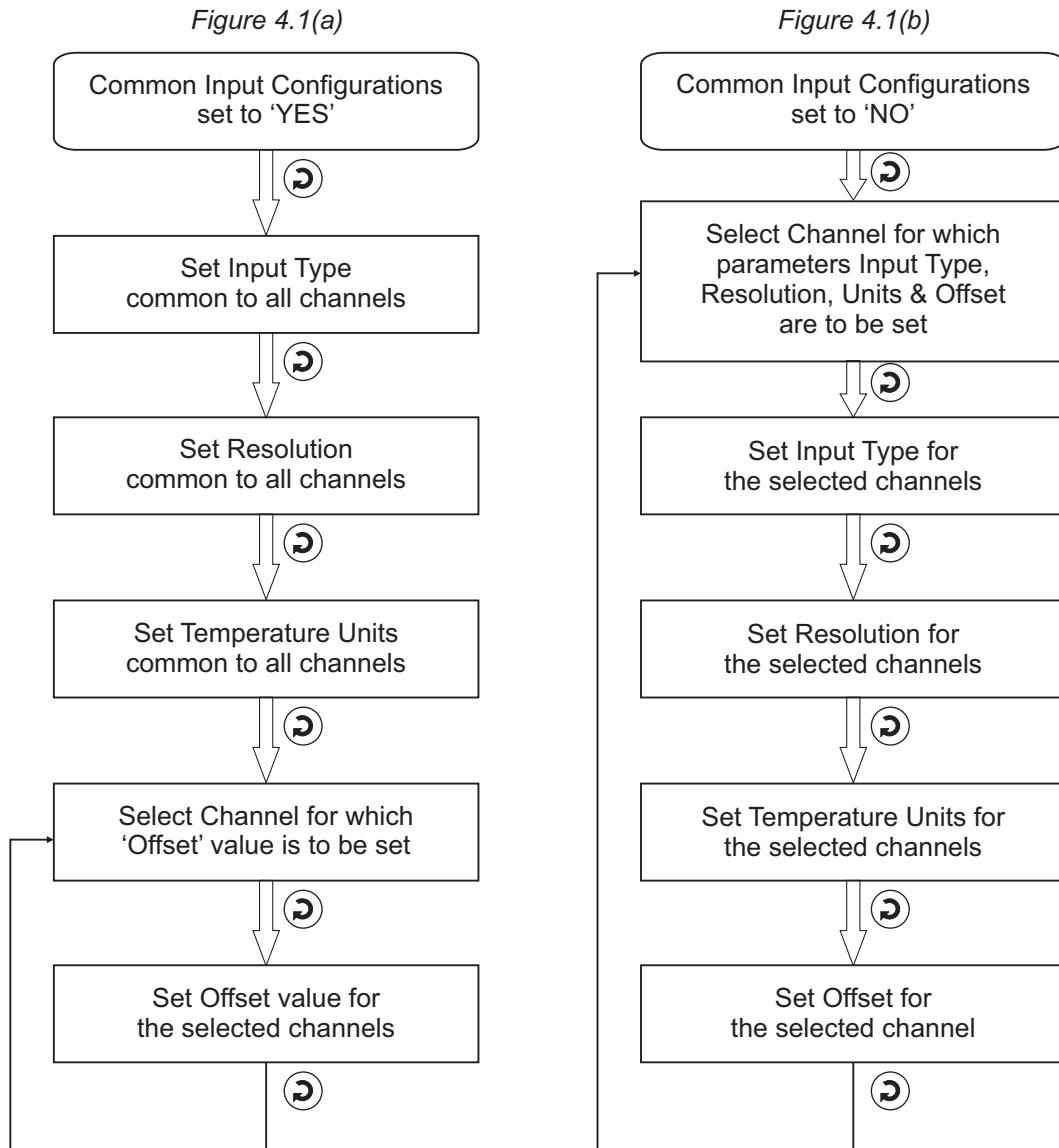 Figure 4.1(a)
Common Input Configurations
set to ‘YES’
Set Input Type
common to all channels
Set Resolution
common to all channels
Set Temperature Units
common to all channels
Select Channel for which
‘Offset’ value is to be set
Set Offset value for
the selected channels
Figure 4.1(b)
Common Input Configurations
set to ‘NO’
Select Channel for which
parameters Input Type,
Resolution, Units & Offset
are to be set
Set Input Type for
the selected channels
Set Resolution for
the selected channels
Set Temperature Units for
the selected channels
Set Offset for
the selected channel